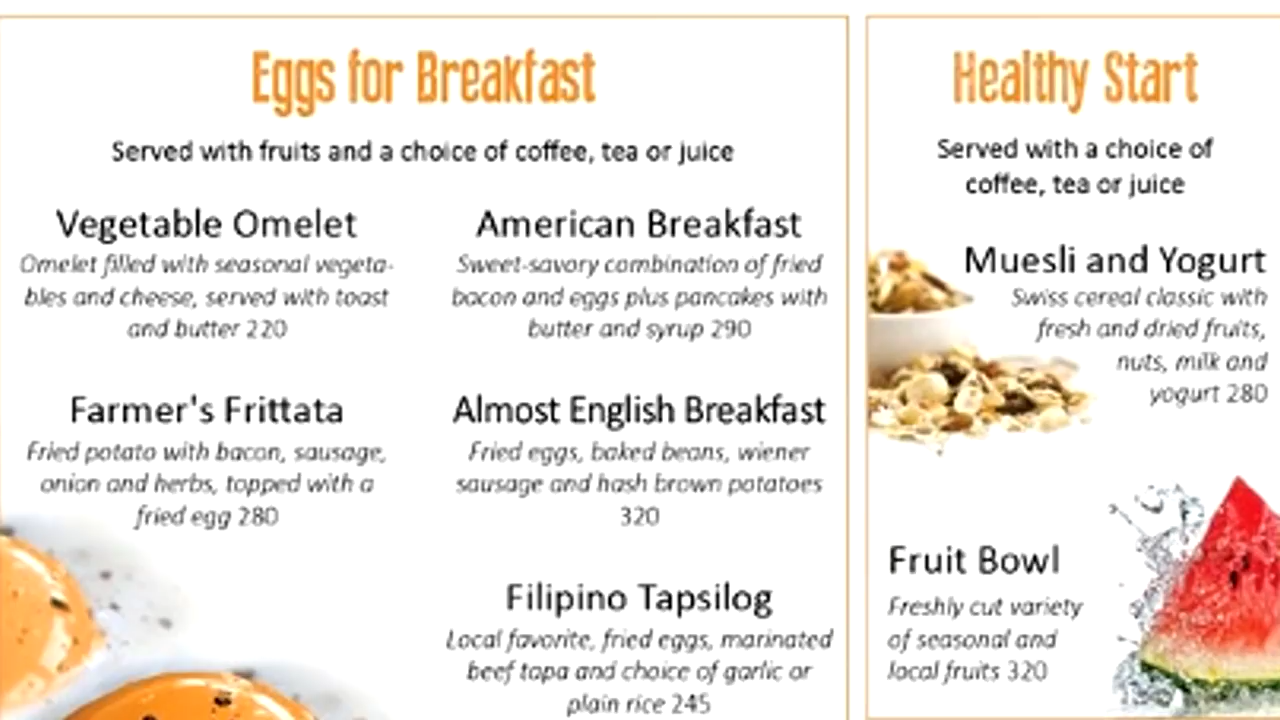 Eggs for Breakfast
Served with fruits and a choice of coffee, tea or juice
Vegetable Omelet
Omelet filled with seasonal vegeta-
bles and cheese, served with toast
and butter 220
Farmer's Frittata
Fried potato with bacon, sausage,
onion and herbs, topped with a
fried egg 280
American Breakfast
Sweet-savory combination of fried
bacon and eggs plus pancakes with
butter and syrup 290
Almost English Breakfast
Fried eggs, baked beans, wiener
sausage and hash brown potatoes
320
Filipino Tapsilog
Local favorite, fried eggs, marinated
beef tapa and choice of garlic or
plain rice 245
Healthy Start
Served with a choice of
coffee, tea or juice
Muesli and Yogurt
Swiss cereal classic with
fresh and dried fruits,
nuts, milk and
yogurt 280
Fruit Bowl
Freshly cut variety
of seasonal and
local fruits 320